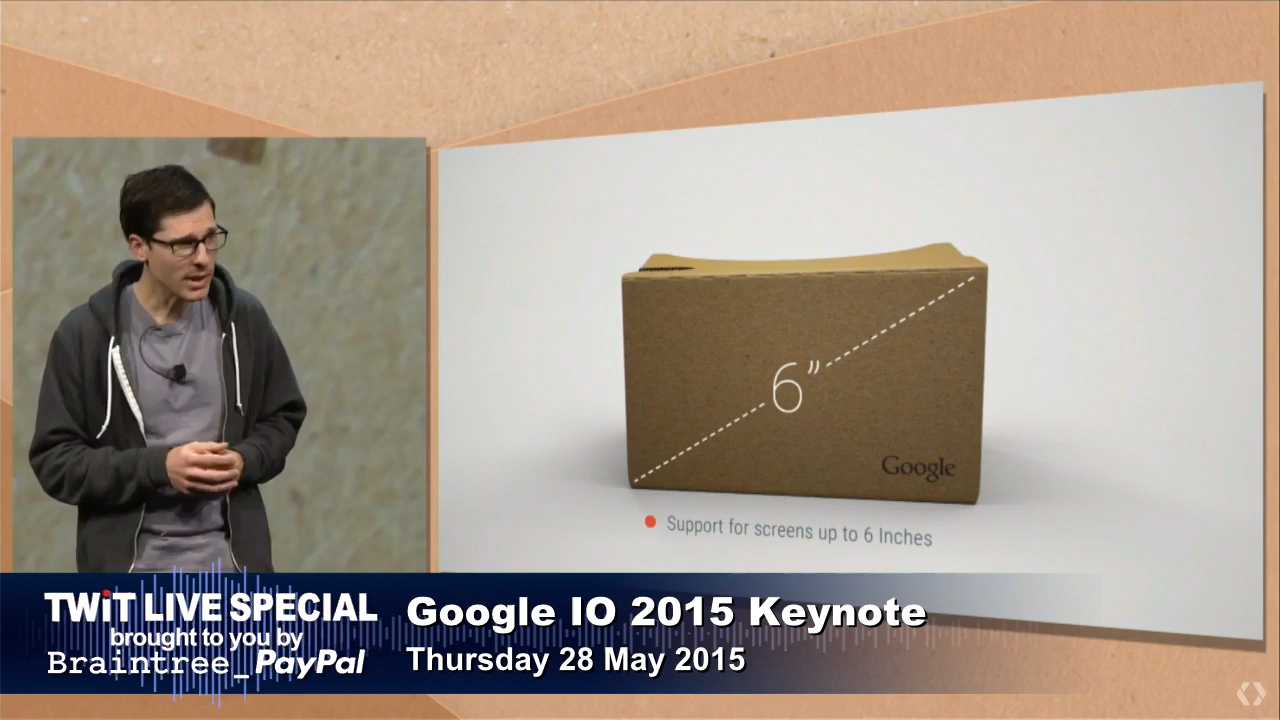 6”
Google
Support for screens up to 6 Inches
TWiT LIVE SPECIAL
brought to you by
Braintree_PayPal
Google IO 2015 Keynote
Thursday 28 May 2015